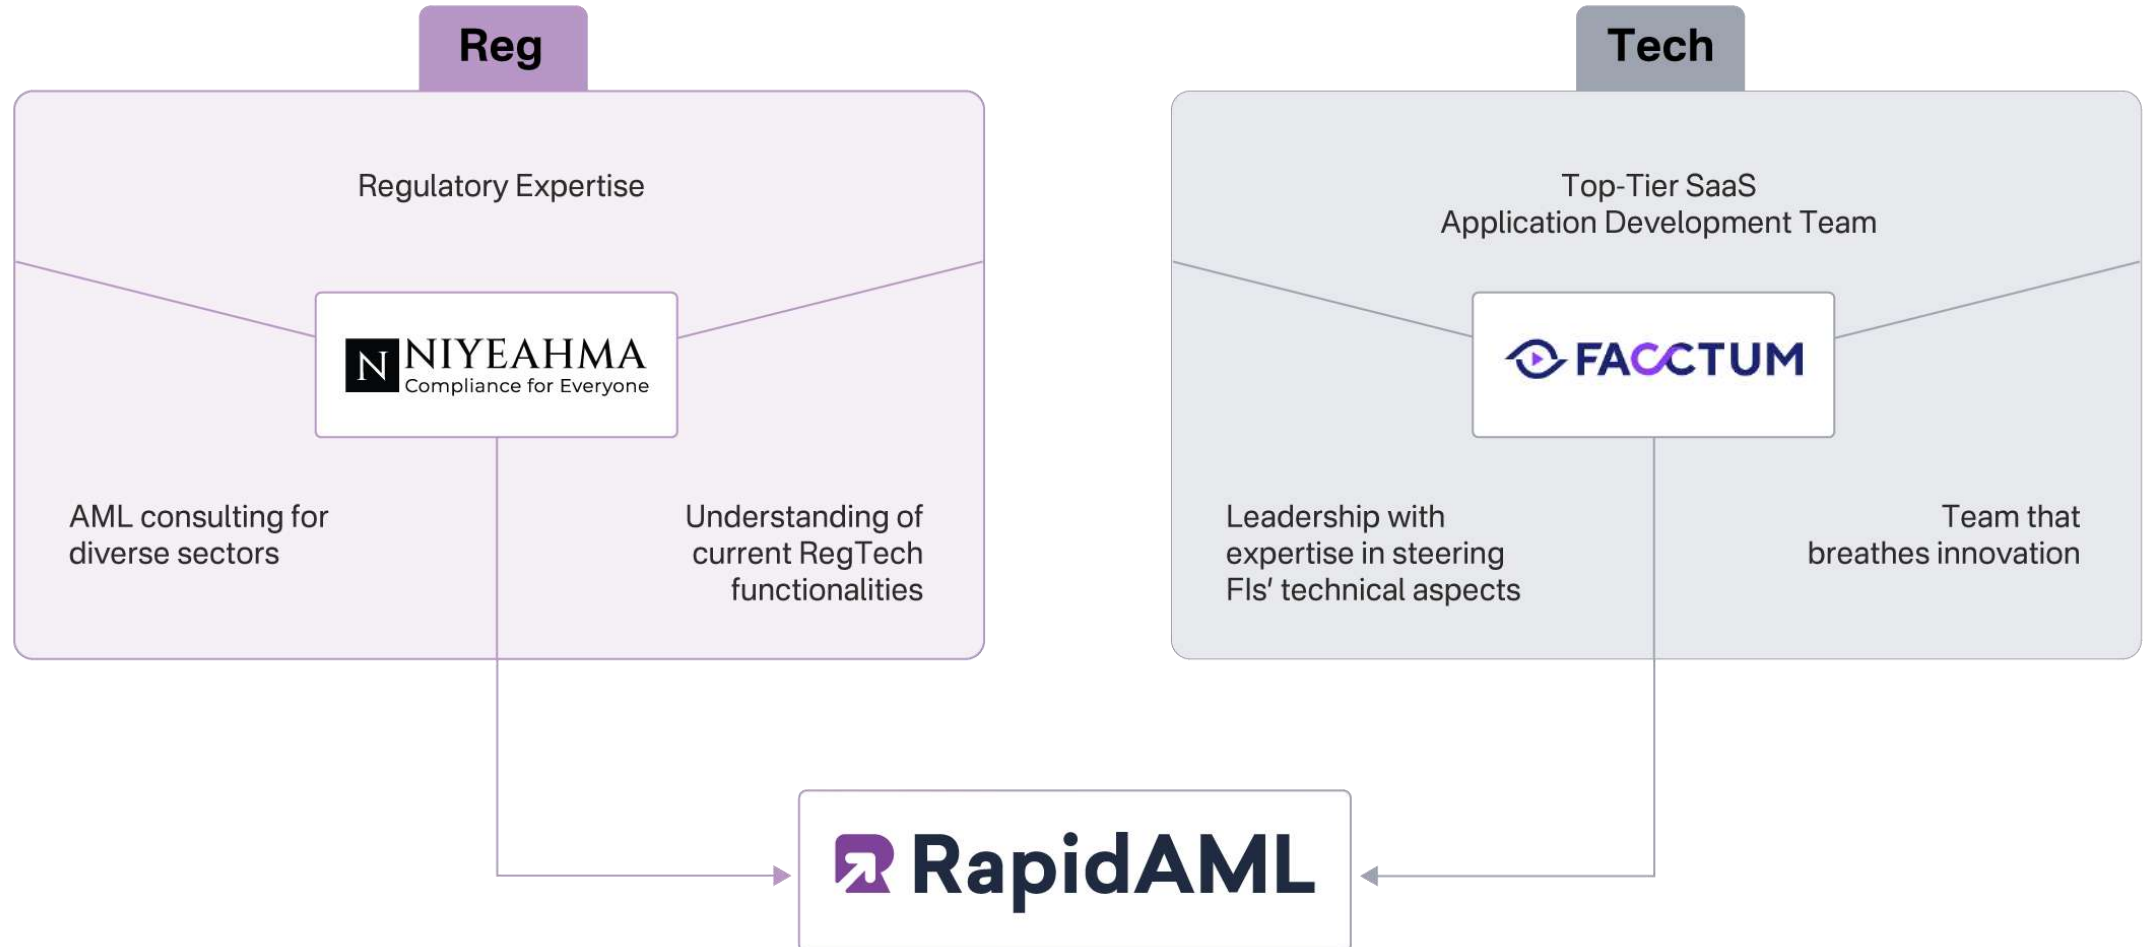 Reg
Regulatory Expertise
N NIYEAHMA
Compliance for Everyone
AML consulting for
diverse sectors
Understanding of
current RegTech
functionalities
Tech
Top-Tier SaaS
Application Development Team
FACCTUM
Leadership with
expertise in steering
FIs' technical aspects
Team that
breathes innovation
RapidAML